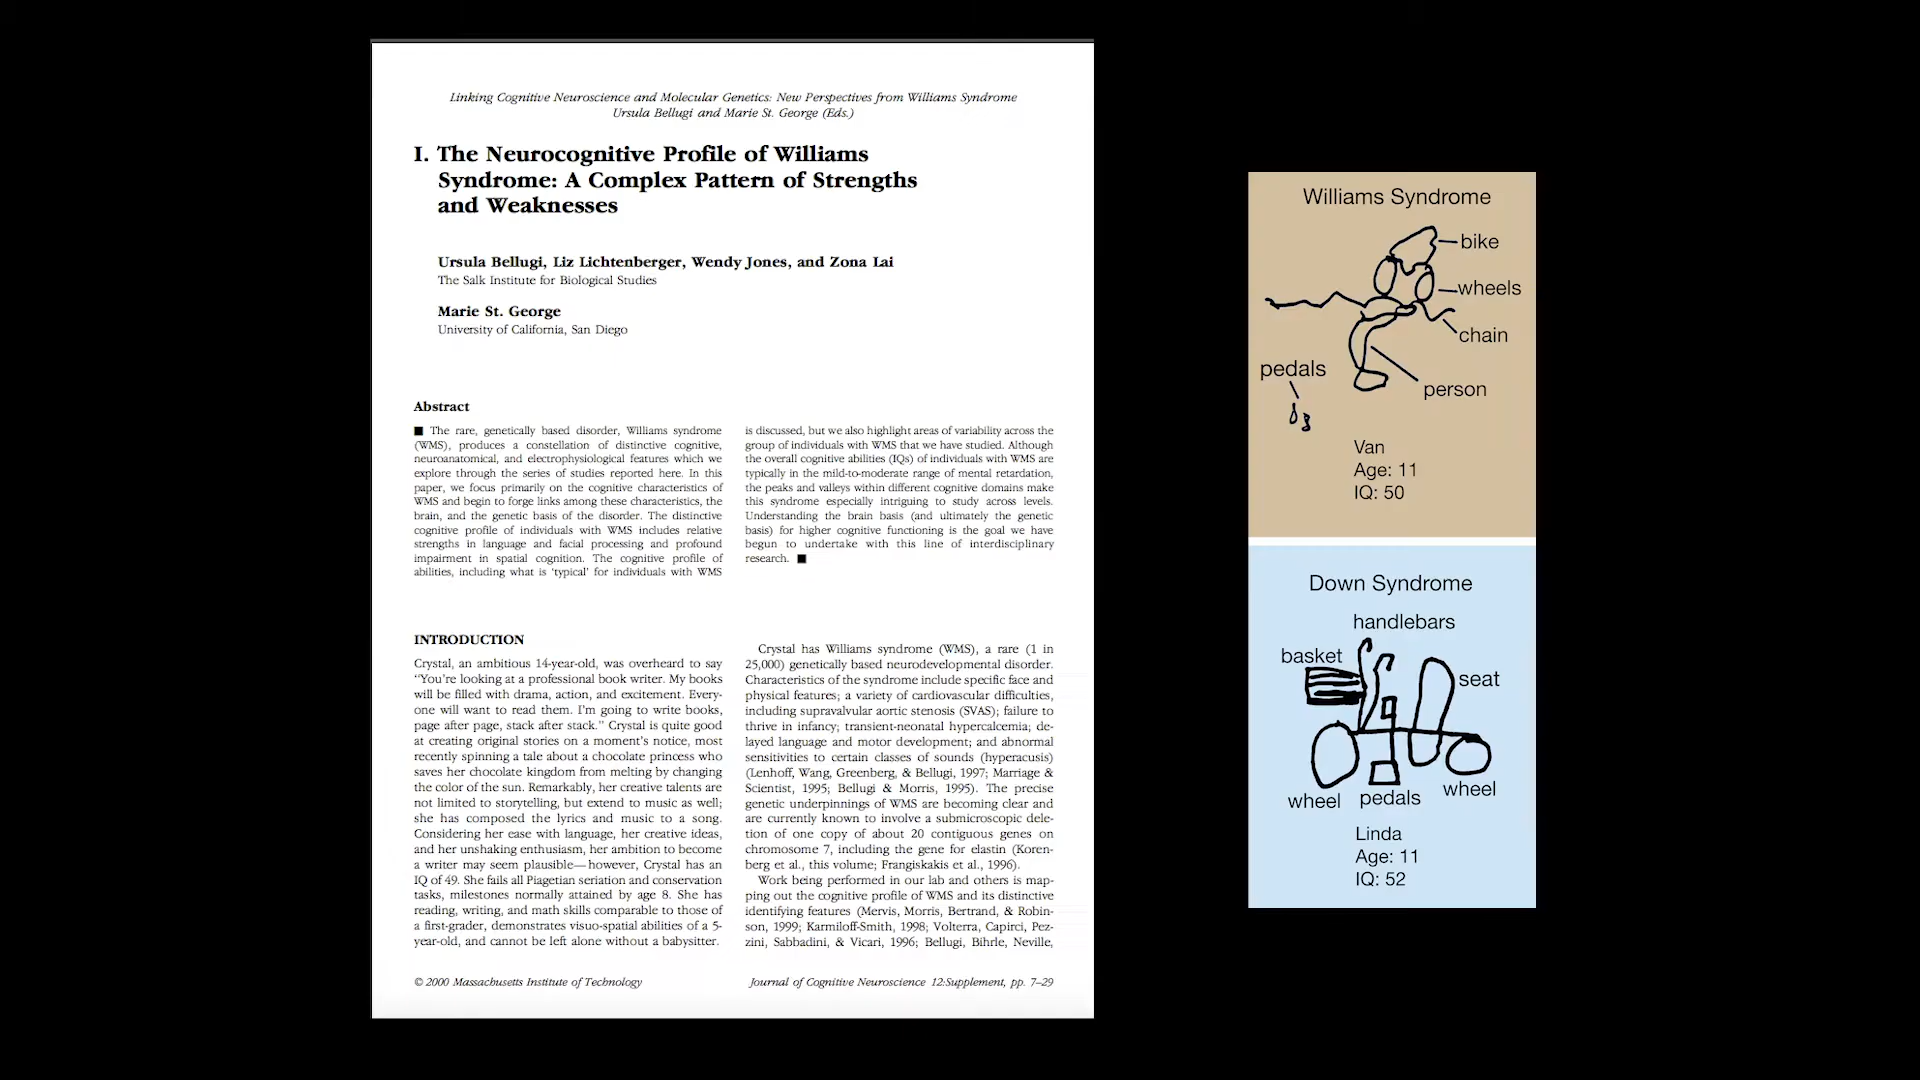 Linking Cognitive Neuroscience and Molecular Genetics: New Perspectives from Williams Syndrome
Ursula Bellugi and Marie St. George (Eds.)
I. The Neurocognitive Profile of Williams
Syndrome: A Complex Pattern of Strengths
and Weaknesses
Ursula Bellugi, Liz Lichtenberger, Wendy Jones, and Zona Lai
The Salk Institute for Biological Studies
Marie St. George
University of California, San Diego
Abstract
■ The rare, genetically based disorder, Williams syndrome
(WMS), produces a constellation of distinctive cognitive,
neuroanatomical, and electrophysiological features which we
explore through the series of studies reported here. In this
paper, we focus primarily on the cognitive characteristics of
WMS and begin to forge links among these characteristics, the
brain, and the genetic basis of the disorder. The distinctive
cognitive profile of individuals with WMS includes relative
strengths in language and facial processing and profound
impairment in spatial cognition. The cognitive profile of
abilities, including what is ‘typical’ for individuals with WMS
is discussed, but we also highlight areas of variability across the
group of individuals with WMS that we have studied. Although
the overall cognitive abilities (IQs) of individuals with WMS are
typically in the mild-to-moderate range of mental retardation,
the peaks and valleys within different cognitive domains make
this syndrome especially intriguing to study across levels.
Understanding the brain basis (and ultimately the genetic
basis) for higher cognitive functioning is the goal we have
begun to undertake with this line of interdisciplinary
research. ■
INTRODUCTION
Crystal, an ambitious 14-year-old, was overheard to say
“You’re looking at a professional book writer. My books
will be filled with drama, action, and excitement. Every-
one will want to read them. I’m going to write books,
page after page, stack after stack.” Crystal is quite good
at creating original stories on a moment’s notice, most
recently spinning a tale about a chocolate princess who
saves her chocolate kingdom from melting by changing
the color of the sun. Remarkably, her creative talents are
not limited to storytelling, but extend to music as well;
she has composed the lyrics and music to a song.
Considering her ease with language, her creative ideas,
and her unshaking enthusiasm, her ambition to become
a writer may seem plausible—however, Crystal has an
IQ of 49. She fails all Piagetian seriation and conservation
tasks, milestones normally attained by age 8. She has
reading, writing, and math skills comparable to those of
a first-grader, demonstrates visuo-spatial abilities of a 5-
year-old, and cannot be left alone without a babysitter.
Crystal has Williams syndrome (WMS), a rare (1 in
25,000) genetically based neurodevelopmental disorder.
Characteristics of the syndrome include specific face and
physical features; a variety of cardiovascular difficulties,
including supravalvular aortic stenosis (SVAS); failure to
thrive in infancy; transient-neonatal hypercalcemia; de-
layed language and motor development; and abnormal
sensitivities to certain classes of sounds (hyperacusis)
(Lenhoff, Wang, Greenberg, & Bellugi, 1997; Marriage &
Scientist, 1995; Bellugi & Morris, 1995). The precise
genetic underpinnings of WMS are becoming clear and
are currently known to involve a submicroscopic dele-
tion of one copy of about 20 contiguous genes on
chromosome 7, including the gene for elastin (Koren-
berg et al., this volume; Frangiskakis et al., 1996).
Work being performed in our lab and others is map-
ping out the cognitive profile of WMS and its distinctive
identifying features (Mervis, Morris, Bertrand, & Robin-
son, 1999; Karmiloff-Smith, 1998; Volterra, Capirci, Pez-
zini, Sabbadini, & Vicari, 1996; Bellugi, Bihrle, Neville,
© 2000 Massachusetts Institute of Technology
Journal of Cognitive Neuroscience 12:Supplement, pp. 7–29
Williams Syndrome
bike
wheels
chain
pedals
person
Van
Age: 11
IQ: 50
Down Syndrome
handlebars
basket
seat
wheel
pedals
wheel
Linda
Age: 11
IQ: 52